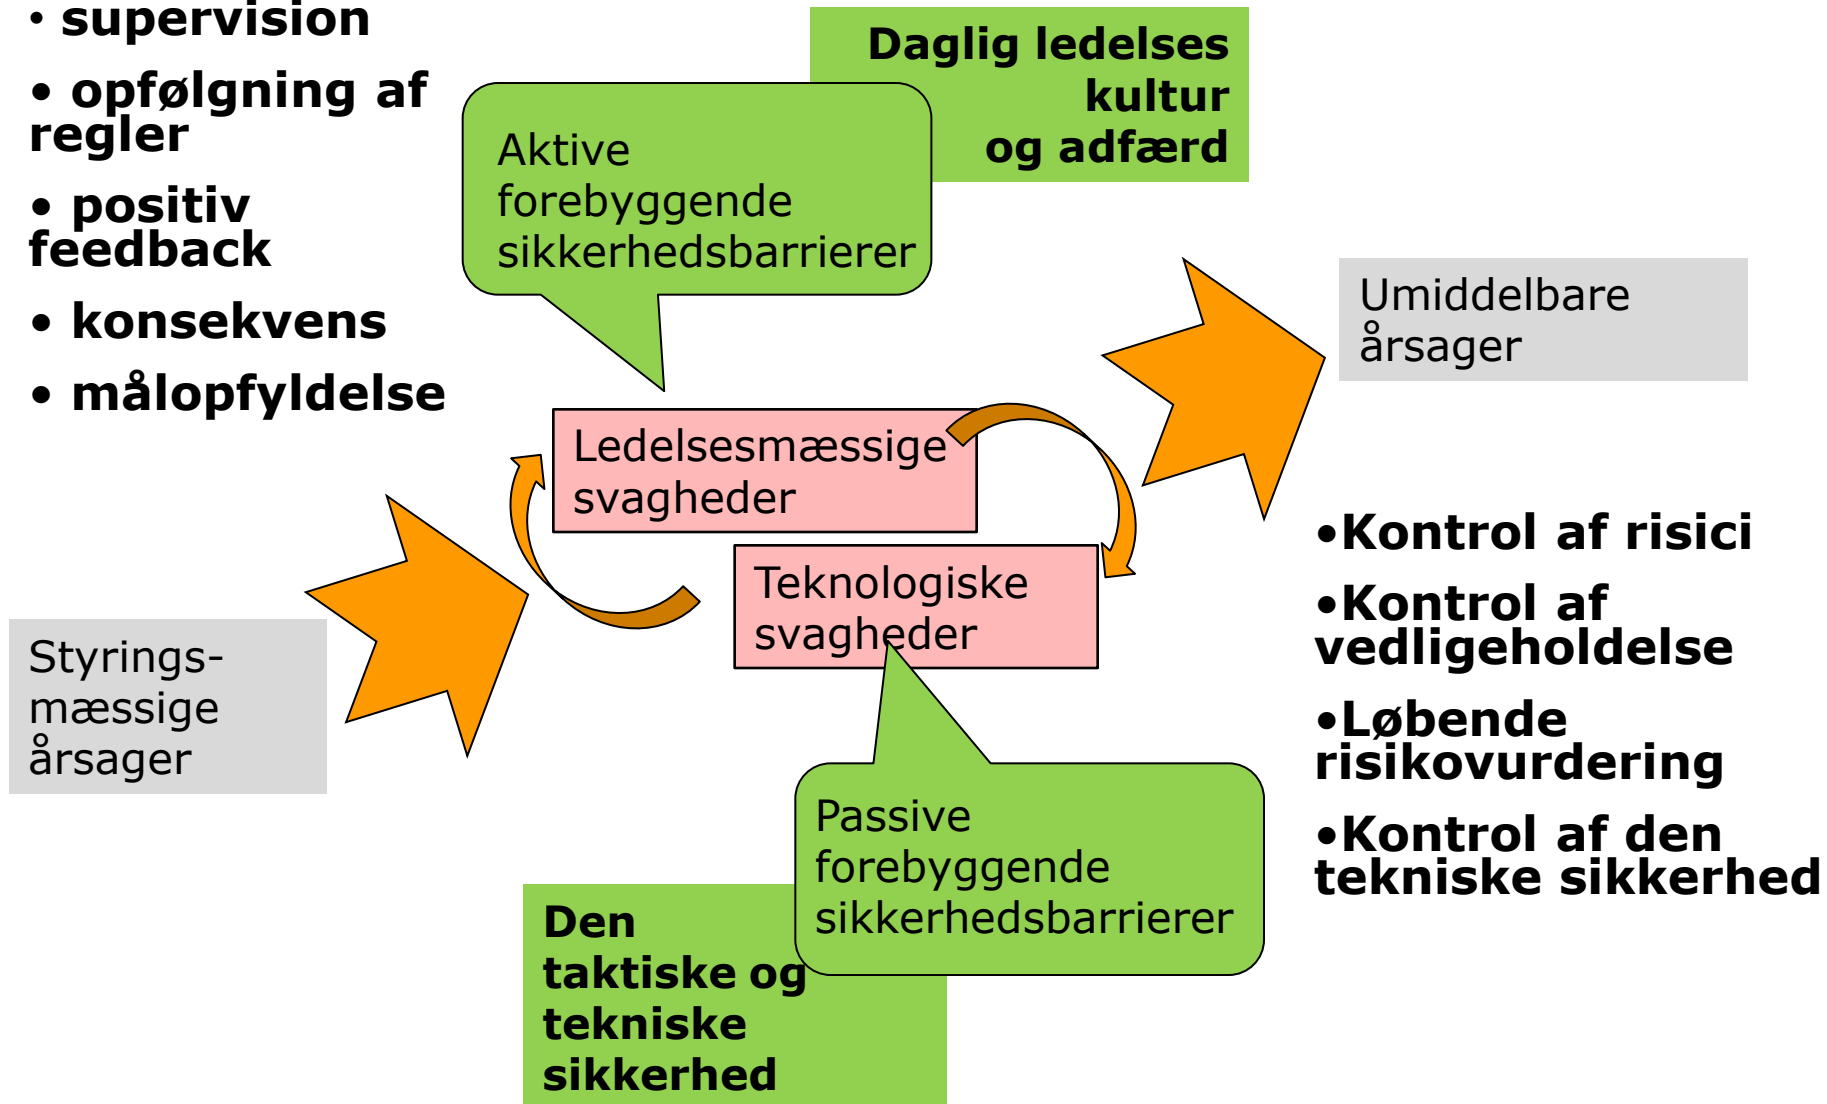 • supervision
• opfølgning af
regler
• positiv
feedback
• konsekvens
• målopfyldelse
Daglig ledelses
kultur
og adfærd
Aktive
forebyggende
sikkerhedsbarrierer
Umiddelbare
årsager
Ledelsesmæssige
svagheder
Teknologiske
svagheder
Styrings-
mæssige
årsager
•Kontrol af risici
•Kontrol af
vedligeholdelse
•Løbende
risikovurdering
•Kontrol af den
tekniske sikkerhed
Passive
forebyggende
sikkerhedsbarrierer
Den
taktiske og
tekniske
sikkerhed